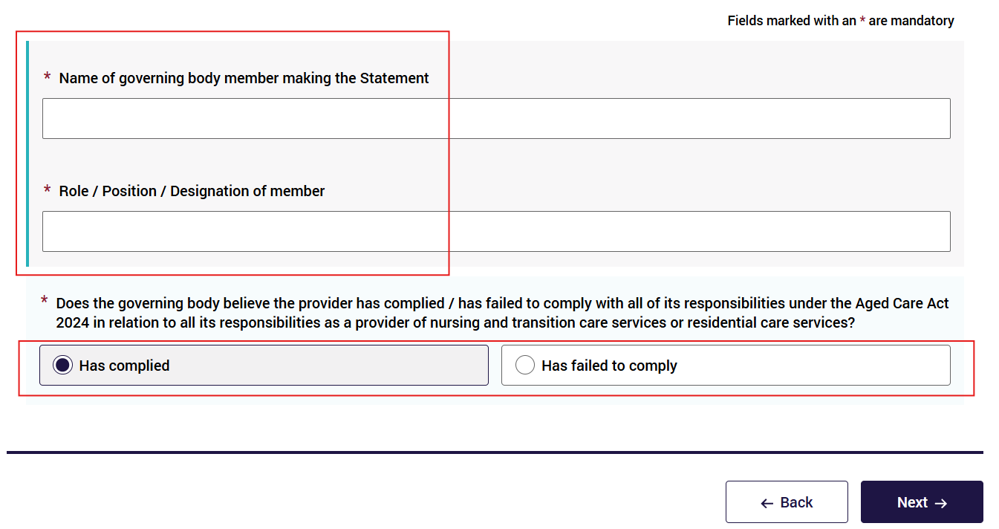 Fields marked with an * are mandatory
* Name of governing body member making the Statement
* Role / Position / Designation of member
* Does the governing body believe the provider has complied / has failed to comply with all of its responsibilities under the Aged Care Act
2024 in relation to all its responsibilities as a provider of nursing and transition care services or residential care services?
Has complied
Has failed to comply
← Back
Next →